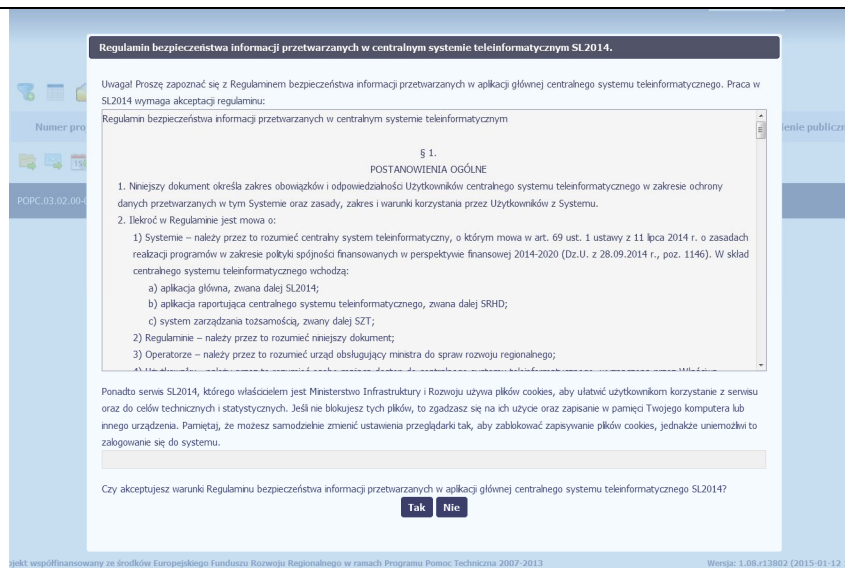 Regulamin bezpieczeństwa informacji przetwarzanych w centralnym systemie teleinformatycznym SL2014.
Uwaga! Proszę zapoznać się z Regulaminem bezpieczeństwa informacji przetwarzanych w aplikacji głównej centralnego systemu teleinformatycznego. Praca w
SL2014 wymaga akceptacji regulaminu:
Numer proj
enie publiczn
Regulamin bezpieczeństwa informacji przetwarzanych w centralnym systemie teleinformatycznym
§ 1.
POSTANOWIENIA OGÓLNE
1. Niniejszy dokument określa zakres obowiązków i odpowiedzialności Użytkowników centralnego systemu teleinformatycznego w zakresie ochrony
danych przetwarzanych w tym Systemie oraz zasady, zakres i warunki korzystania przez Użytkowników z Systemu.
POPC.03.02.00-0
2. Ilekroć w Regulaminie jest mowa o:
1) Systemie – należy przez to rozumieć centralny system teleinformatyczny, o którym mowa w art. 69 ust. 1 ustawy z 11 lipca 2014 r. o zasadach
realizacji programów w zakresie polityki spójności finansowanych w perspektywie finansowej 2014-2020 (Dz.U. z 28.09.2014 r., poz. 1146). W skład
centralnego systemu teleinformatycznego wchodzą:
a) aplikacja główna, zwana dalej SL2014;
b) aplikacja raportująca centralnego systemu teleinformatycznego, zwana dalej SRHD;
c) system zarządzania tożsamością, zwany dalej SZT;
2) Regulaminie – należy przez to rozumieć niniejszy dokument;
3) Operatorze – należy przez to rozumieć urząd obsługujący ministra do spraw rozwoju regionalnego;
Ponadto serwis SL2014, którego właścicielem jest Ministerstwo Infrastruktury i Rozwoju używa plików cookies, aby ułatwić użytkownikom korzystanie z serwisu
oraz do celów technicznych i statystycznych. Jeśli nie blokujesz tych plików, to zgadzasz się na ich użycie oraz zapisanie w pamięci Twojego komputera lub
innego urządzenia. Pamiętaj, że możesz samodzielnie zmienić ustawienia przeglądarki tak, aby zablokować zapisywanie plików cookies, jednakże uniemożliwi to
zalogowanie się do systemu.
Czy akceptujesz warunki Regulaminu bezpieczeństwa informacji przetwarzanych w aplikacji głównej centralnego systemu teleinformatycznego SL2014?
Tak Nie
ojekt współfinansowany ze środków Europejskiego Funduszu Rozwoju Regionalnego w ramach Programu Pomoc Techniczna 2007-2013
Wersja: 1.08.r13802 (2015-01-12